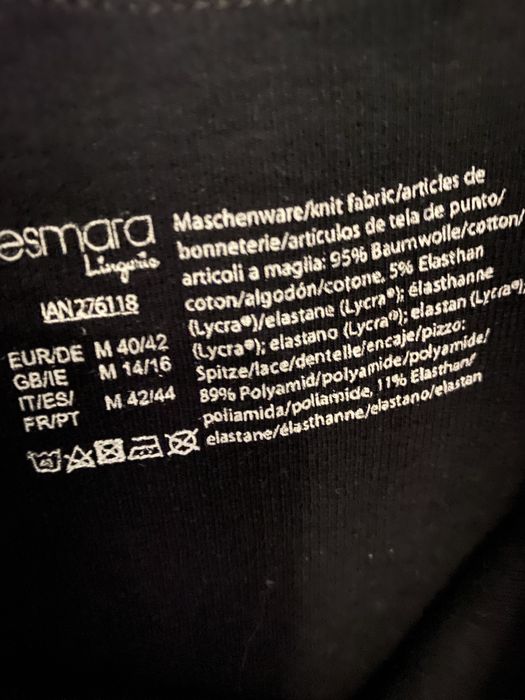 esmara
Lingerie
IAN 276118
EUR/DE M 40/42
GB/IE M 14/16
IT/ES/ M 42/44
FR/PT
Maschenware/knit fabric/articles de
bonneterie/artículos de tela de punto/
articoli a maglia: 95% Baumwolle/cotton/
coton/algodón/cotone, 5% Elasthan
(Lycra®)/elastane (Lycra®); élasthanne
(Lycra®); elastano (Lycra®); elastan (Lycra®);
Spitze/lace/dentelle/encaje/pizzo:
89% Polyamid/polyamide/polyamide/
poliamida/poliamide, 11% Elasthan/
elastane/élasthanne/elastano/elastan